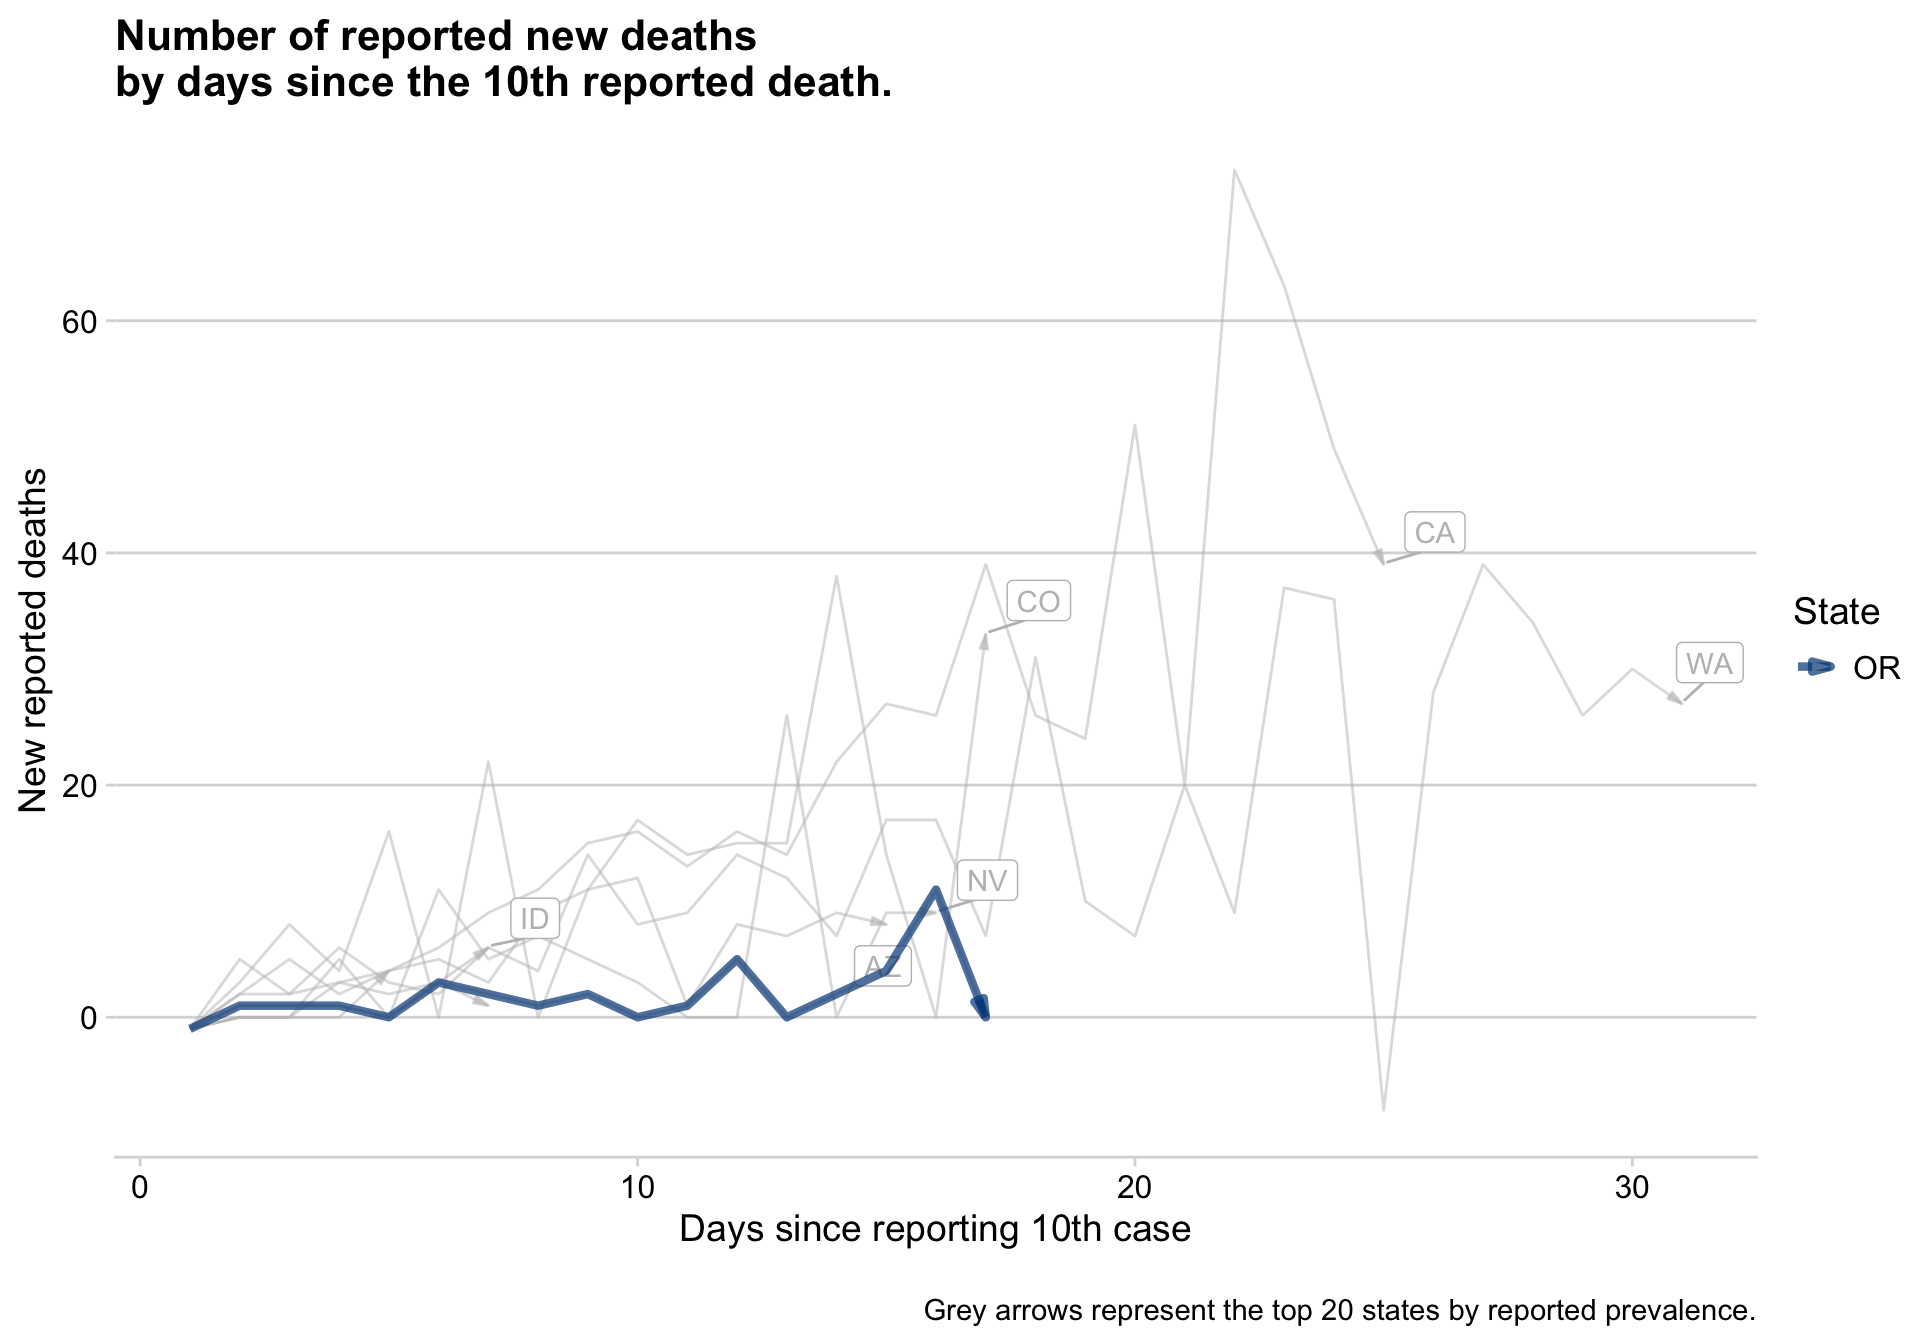 Number of reported new deaths
by days since the 10th reported death.
New reported deaths
60
40
20
0
CA
CO
WA
NV
ID
AZ
State
OR
0
10
20
30
Days since reporting 10th case
Grey arrows represent the top 20 states by reported prevalence.